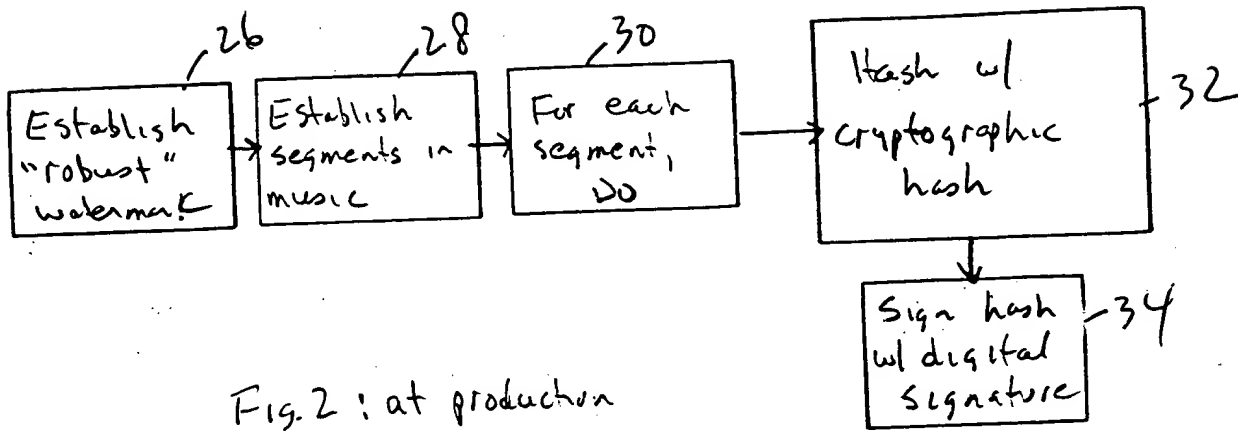 26
Establish
"robust"
watermark
28
Establish
segments in
music
30
For each
segment,
Do
32
Hash w/
cryptographic
hash
34
Sign hash
w/ digital
signature
Fig. 2 : at production